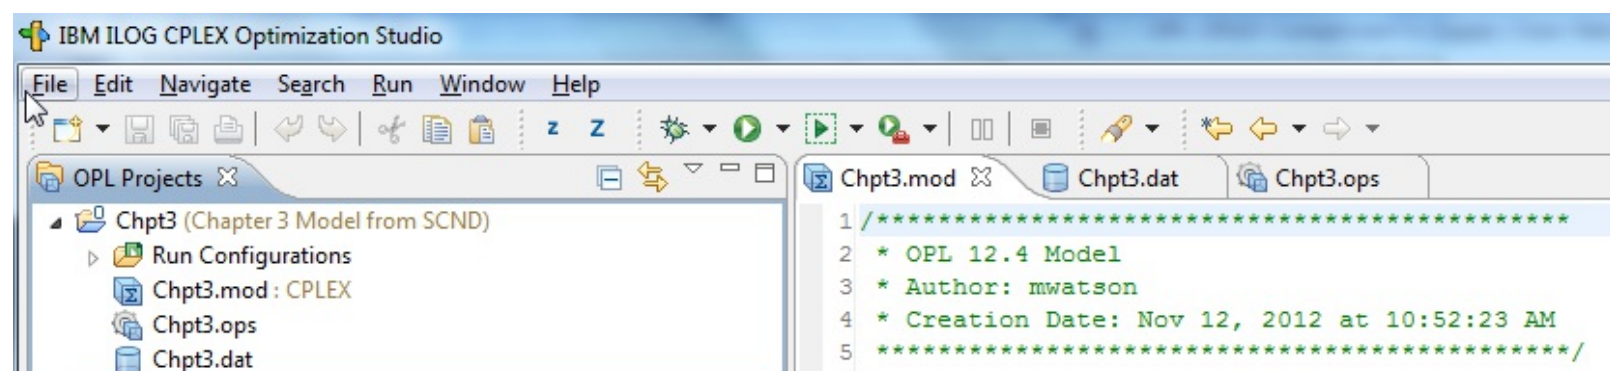 IBM ILOG CPLEX Optimization Studio
File Edit Navigate Search Run Window Help
z Z
OPL Projects
Chpt3.mod Chpt3.dat Chpt3.ops
Chpt3 (Chapter 3 Model from SCND)
Run Configurations
Chpt3.mod : CPLEX
Chpt3.ops
Chpt3.dat
1 /*********************************************
2 * OPL 12.4 Model
3 * Author: mwatson
4 * Creation Date: Nov 12, 2012 at 10:52:23 AM
5 *********************************************/